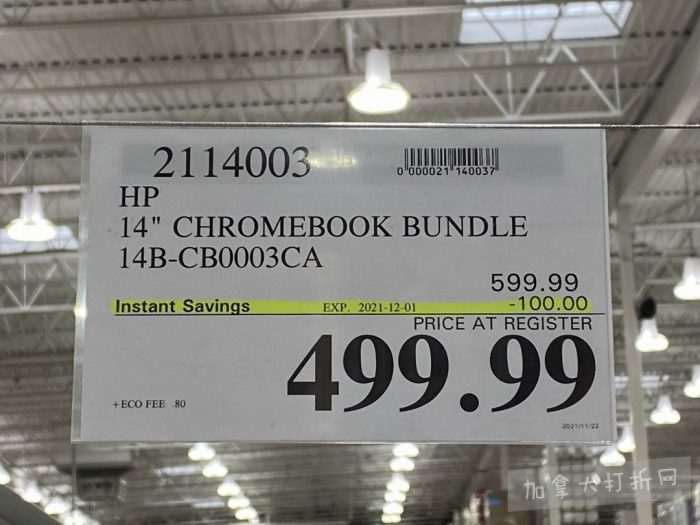 2114003
0 000021 140037
HP
14" CHROMEBOOK BUNDLE
14B-CB0003CA
599.99
Instant Savings EXP. 2021-12-01 -100.00
PRICE AT REGISTER
499.99
+ECO FEE .80
2021/11/22
加拿大打折网